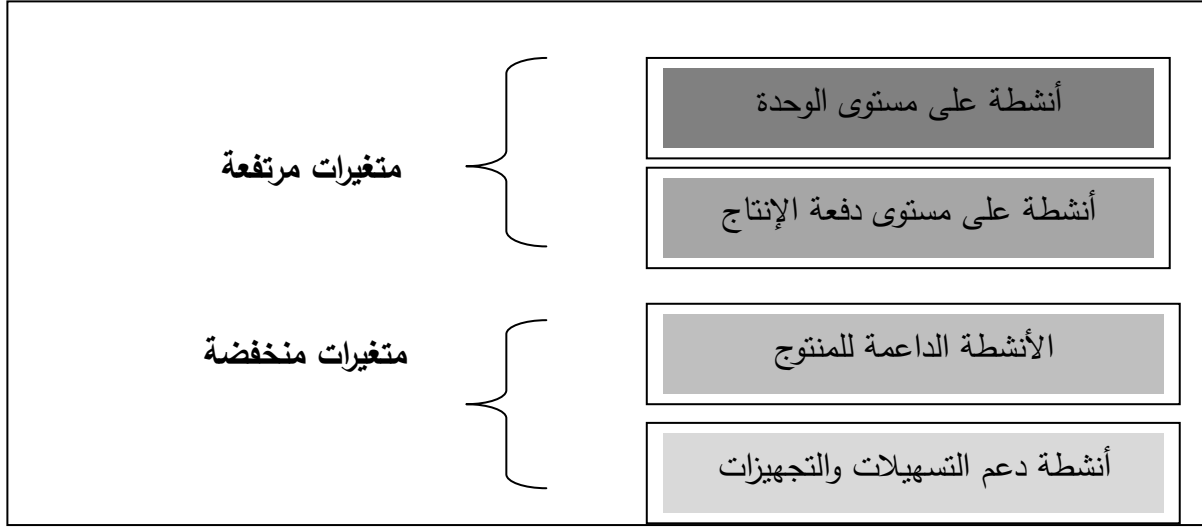 أنشطة على مستوى الوحدة
متغيرات مرتفعة
أنشطة على مستوى دفعة الإنتاج
الأنشطة الداعمة للمنتوج
متغيرات منخفضة
أنشطة دعم التسهيلات والتجهيزات